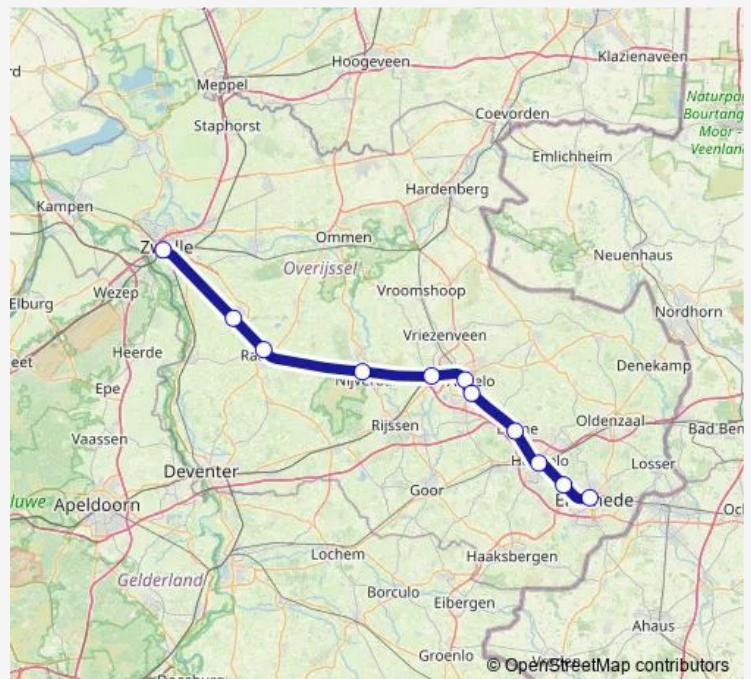 Hoogeveen
Klazienaveen
Meppel
Staphorst
Coevorden
Bourtang
Moor -
Veenlan
Emlichheim
Hardenberg
Kampen
Ommen
Overijssel
Neuenhaus
Wezep
Vroomshoop
Elburg
Nordhorn
Heerde
Vriezenveen
Denekamp
Epe
Rijssen
Oldenzaal
Bad Ben
Vaassen
Losser
Deventer
Goor
Apeldoorn
Lochem
Haaksbergen
Gelderland
Borculo
Eibergen
Ahaus
Groenlo
© OpenStreetMap contributors